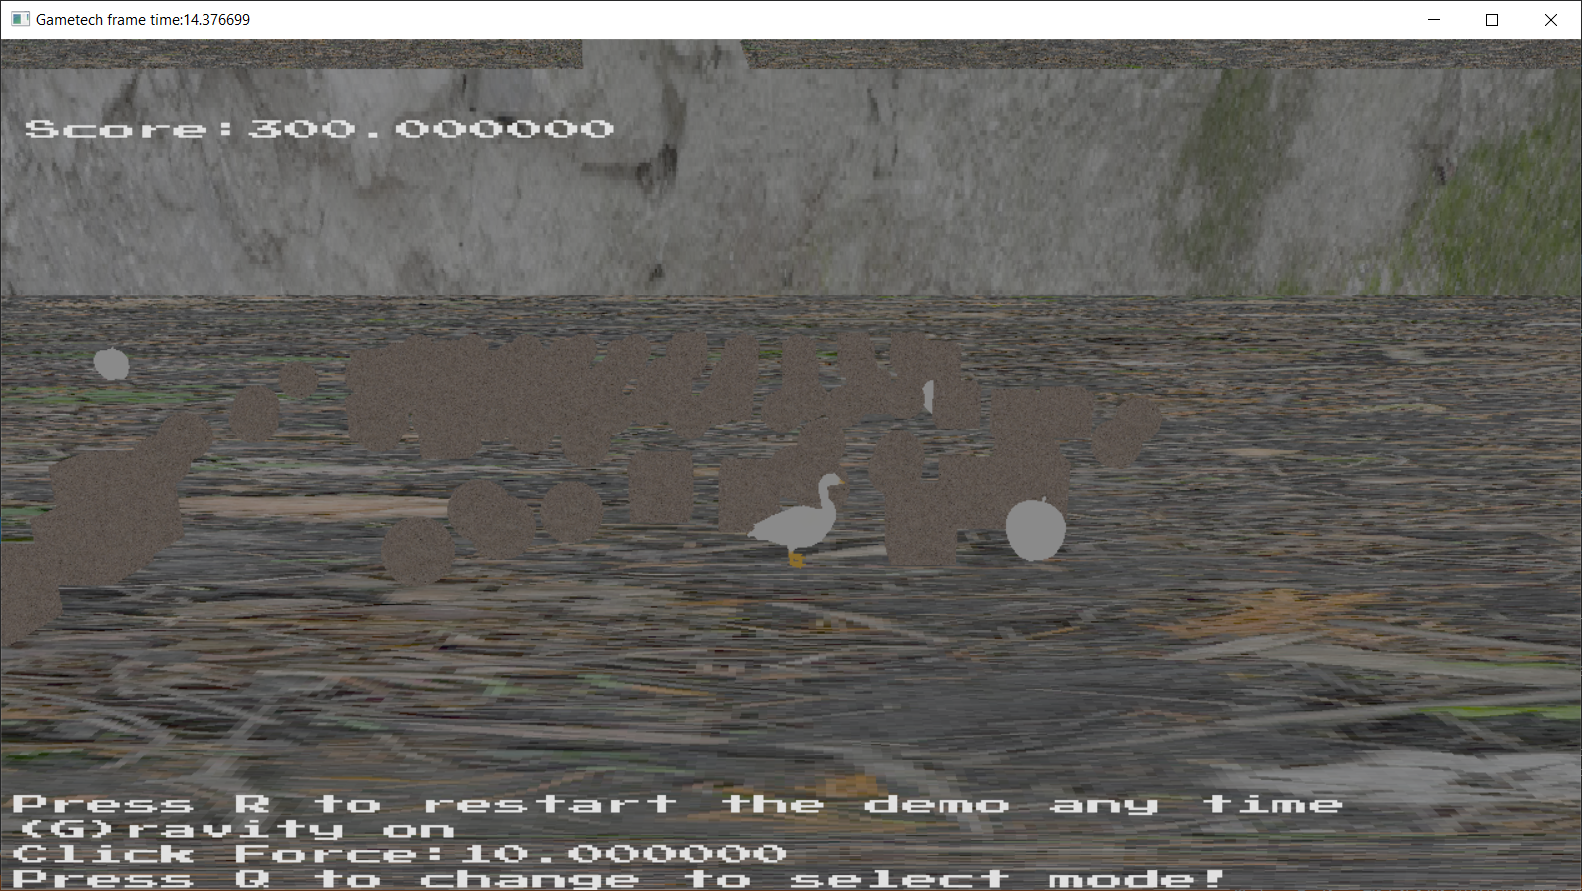 Gametech frame time:14.376699
Score:300.000000
Press R to restart the demo any time
(G)ravity on
Click Force:10.000000
Press Q to change to select mode!